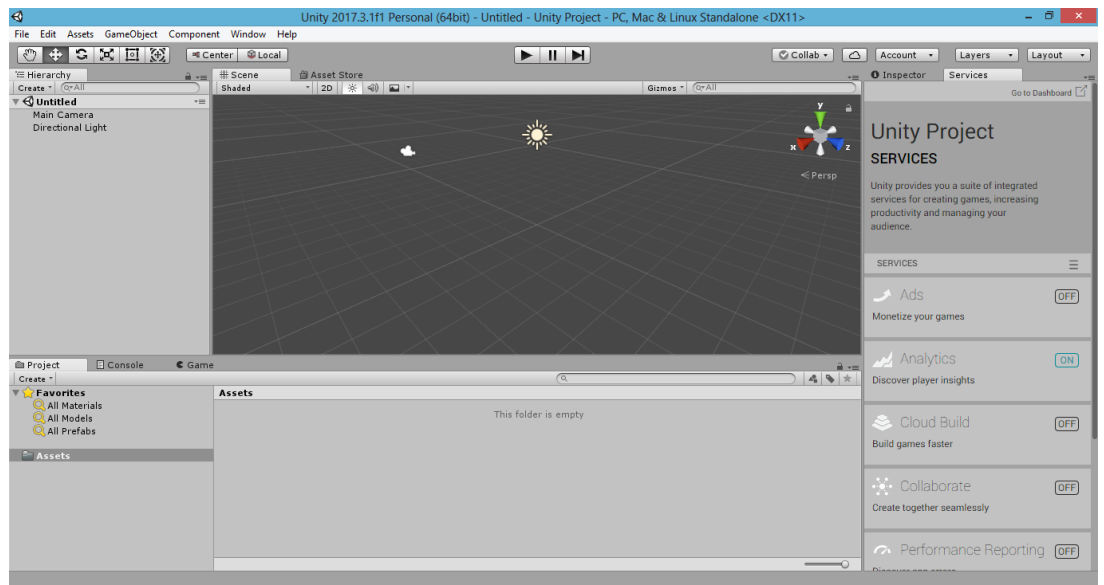 Unity 2017.3.1f1 Personal (64bit) - Untitled - Unity Project - PC, Mac & Linux Standalone <DX11>
File Edit Assets GameObject Component Window Help
Center Local Collab Account Layers Layout
Hierarchy
Create All
Untitled
Main Camera
Directional Light
Scene Asset Store
Shaded 2D Gizmos All
y
x z
Persp
Inspector Services
Go to Dashboard
Unity Project
SERVICES
Unity provides you a suite of integrated
services for creating games, increasing
productivity and managing your
audience.
SERVICES
Ads OFF
Monetize your games
Analytics ON
Discover player insights
Cloud Build OFF
Build games faster
Collaborate OFF
Create together seamlessly
Performance Reporting OFF
Project Console Game
Create
Favorites
All Materials
All Models
All Prefabs
Assets
Assets
This folder is empty